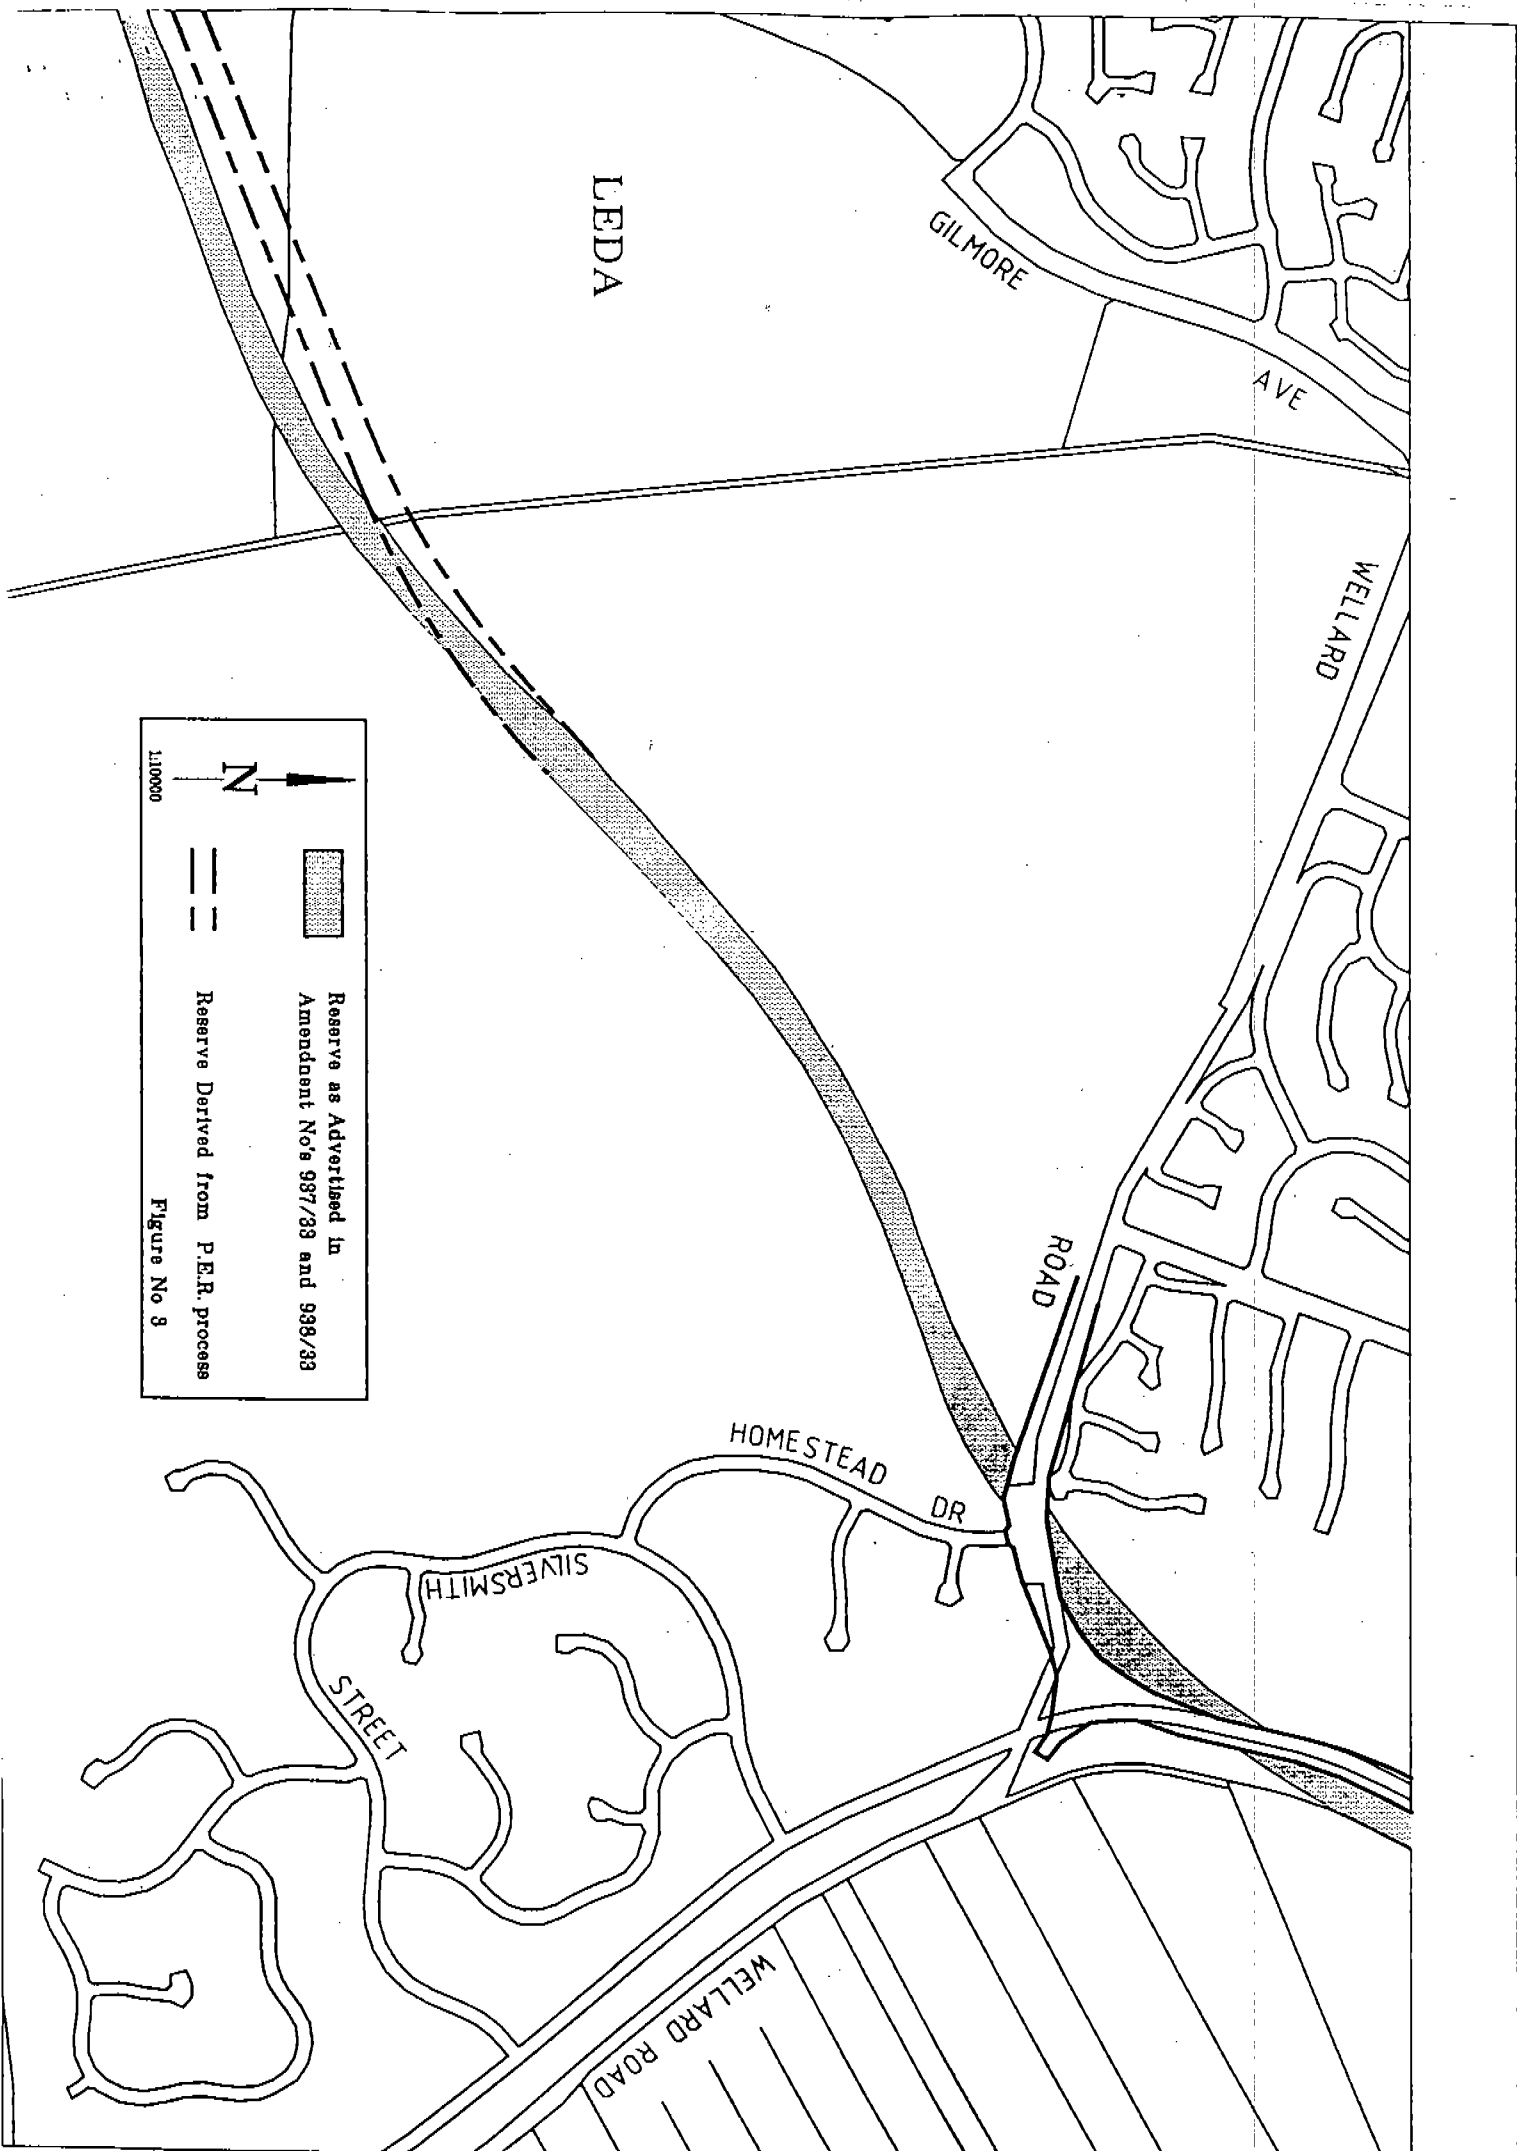 LEDA
GILMORE
AVE
WELLARD
ROAD
HOMESTEAD
DR
SILVERSMITH
STREET
WELLARD ROAD
N
1:10000
Reserve as Advertised in
Amendment No's 937/33 and 938/33
Reserve Derived from P.E.R. process
Figure No 3